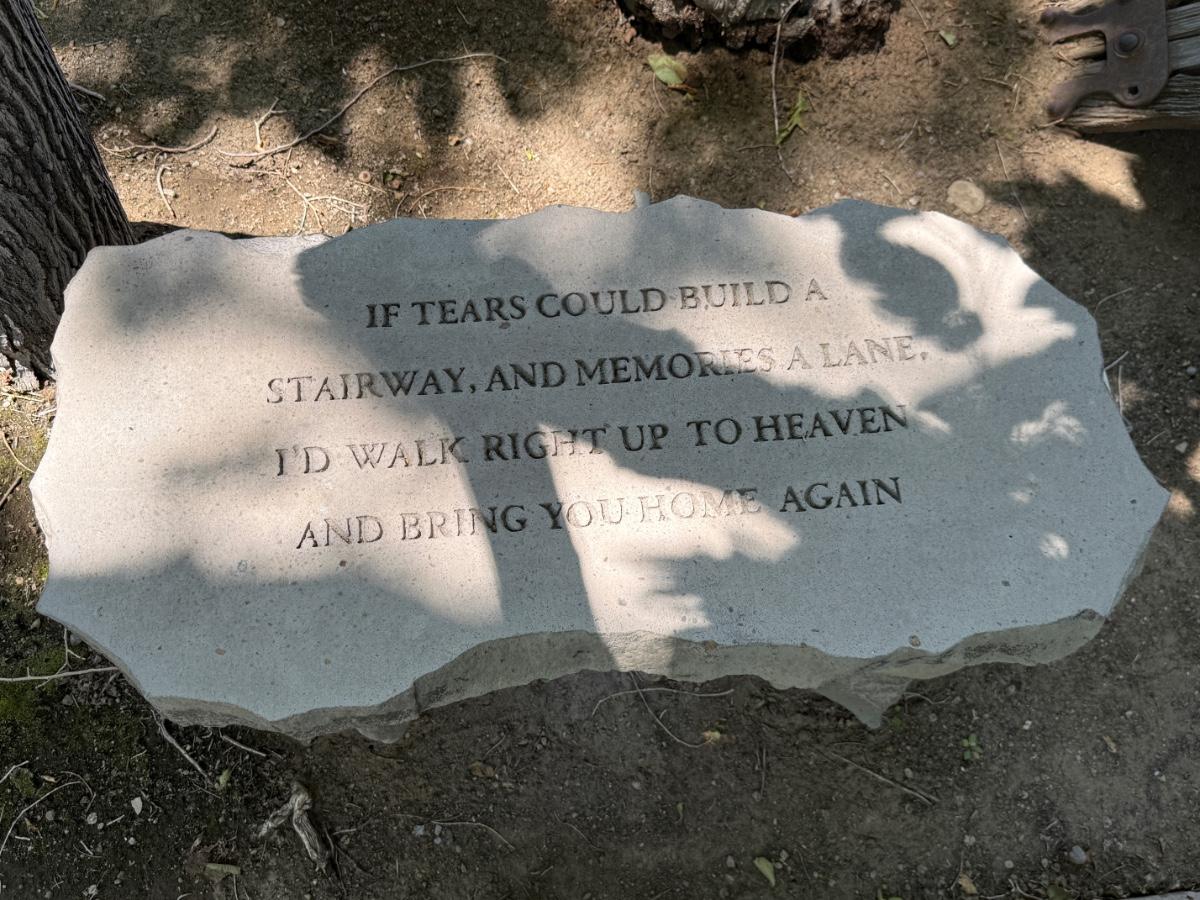 IF TEARS COULD BUILD A
STAIRWAY, AND MEMORIES A LANE,
I'D WALK RIGHT UP TO HEAVEN
AND BRING YOU HOME AGAIN